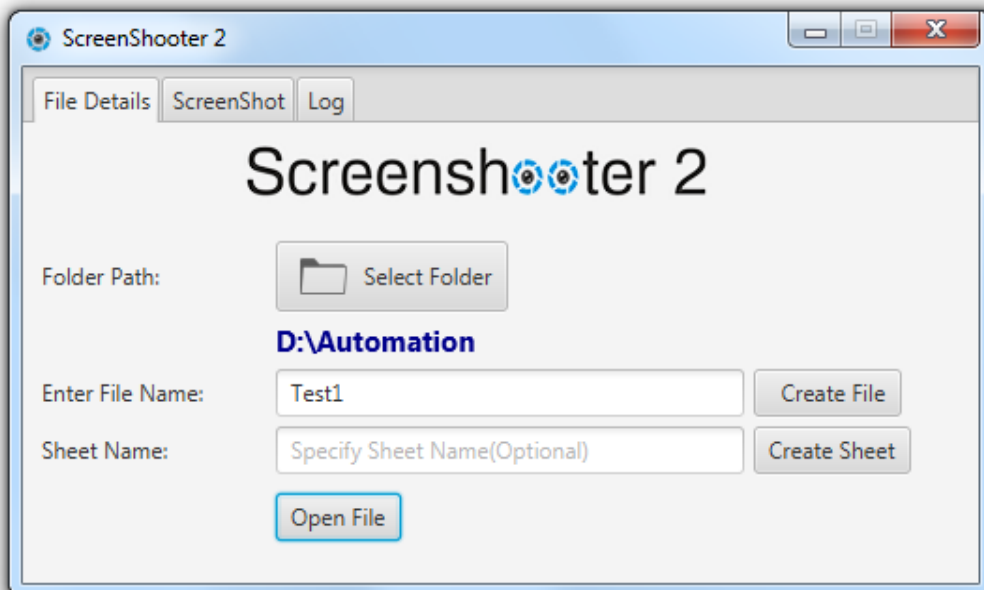 ScreenShooter 2
File Details ScreenShot Log
Screenshooter 2
Folder Path: Select Folder
D:\Automation
Enter File Name: Test1 Create File
Sheet Name: Specify Sheet Name(Optional) Create Sheet
Open File